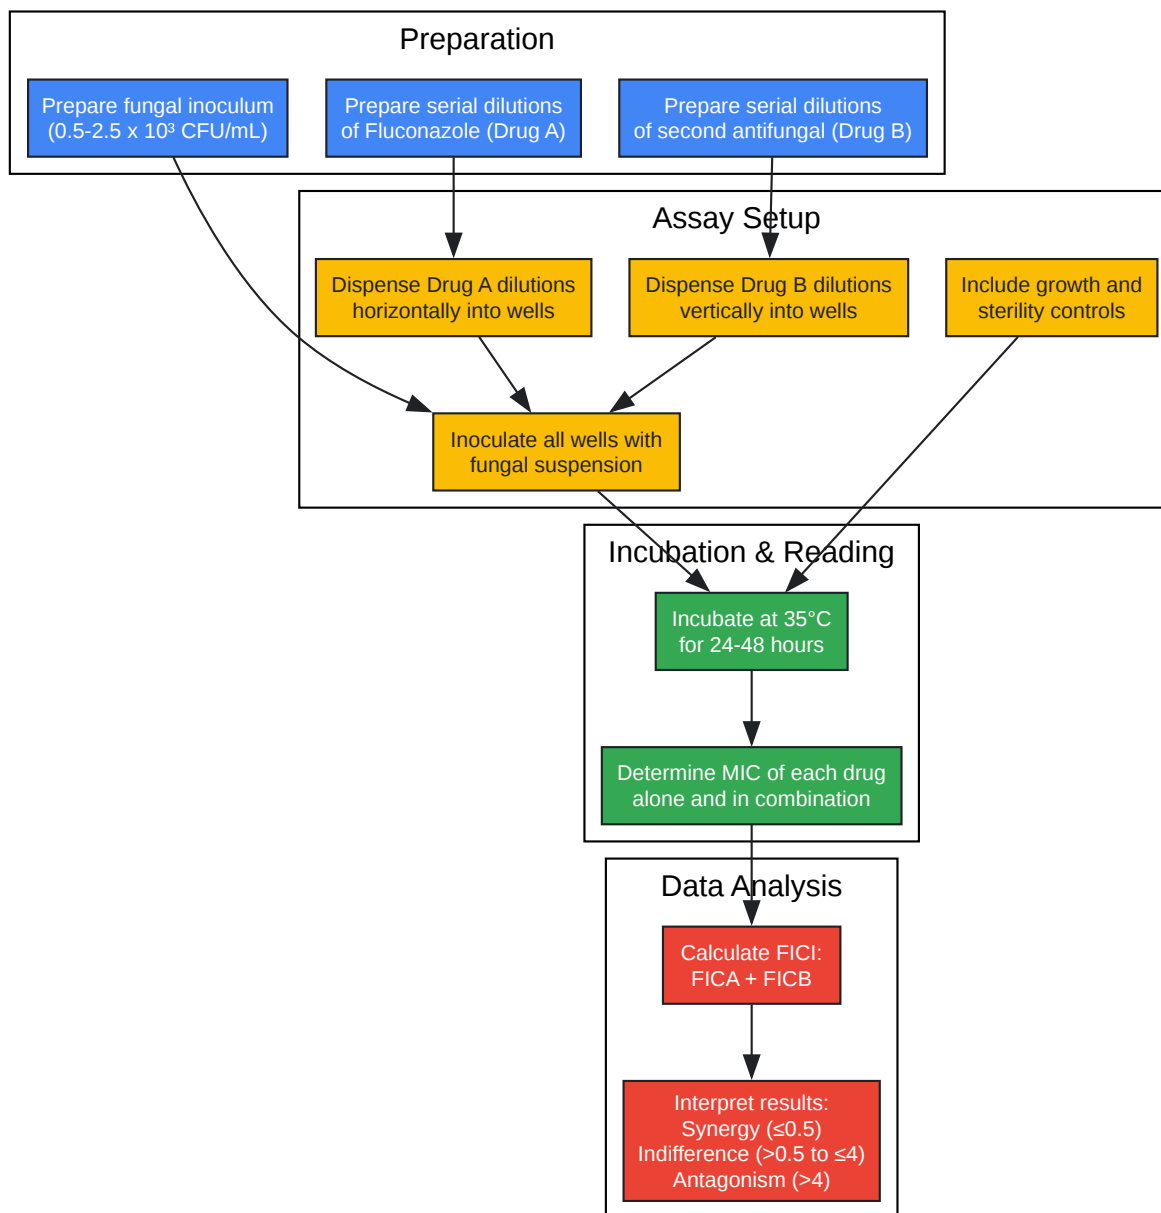 Preparation
Prepare fungal inoculum
(0.5-2.5 x 10³ CFU/mL)
Prepare serial dilutions
of Fluconazole (Drug A)
Prepare serial dilutions
of second antifungal (Drug B)
Assay Setup
Dispense Drug A dilutions
horizontally into wells
Dispense Drug B dilutions
vertically into wells
Include growth and
sterility controls
Inoculate all wells with
fungal suspension
Incubation & Reading
Incubate at 35°C
for 24-48 hours
Determine MIC of each drug
alone and in combination
Data Analysis
Calculate FICI:
FICA + FICB
Interpret results:
Synergy (≤0.5)
Indifference (>0.5 to ≤4)
Antagonism (>4)